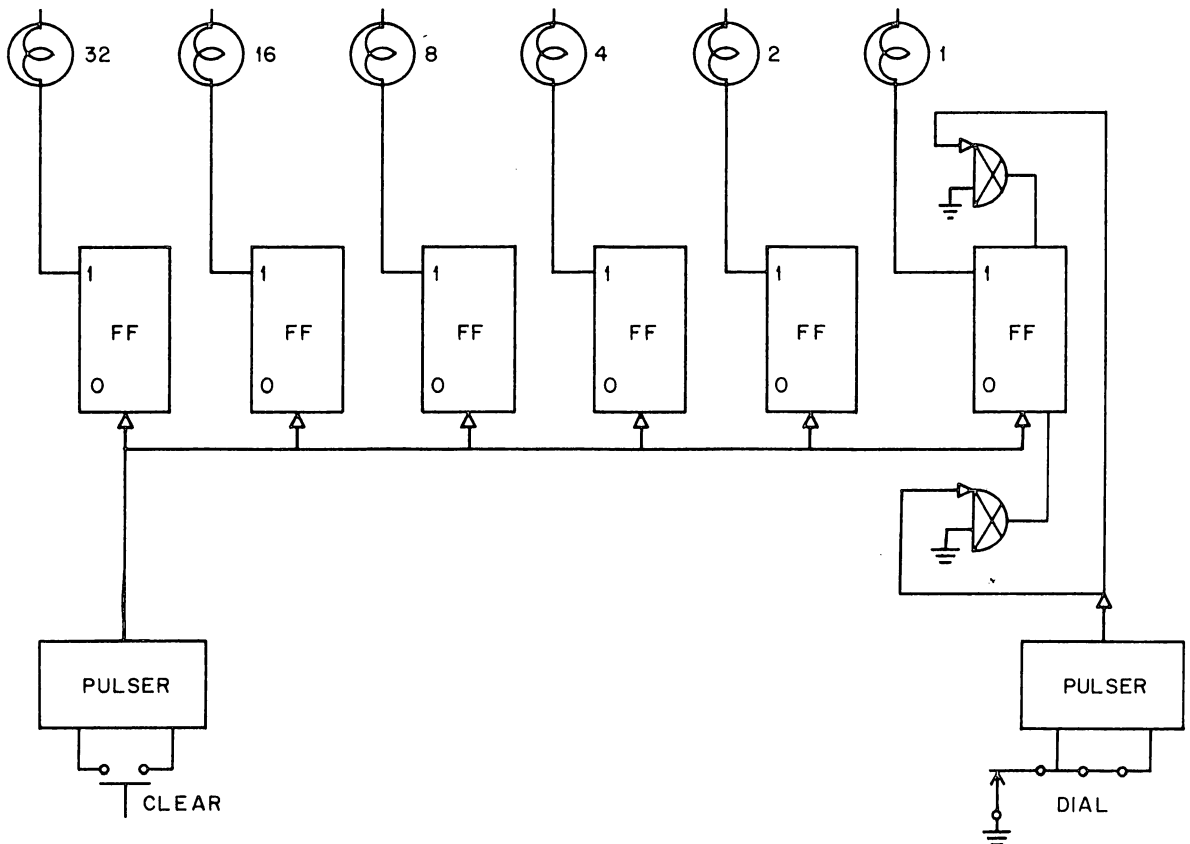 32 16 8 4 2 1
1 1 1 1 1 1
FF FF FF FF FF FF
0 0 0 0 0 0
PULSER PULSER
CLEAR DIAL